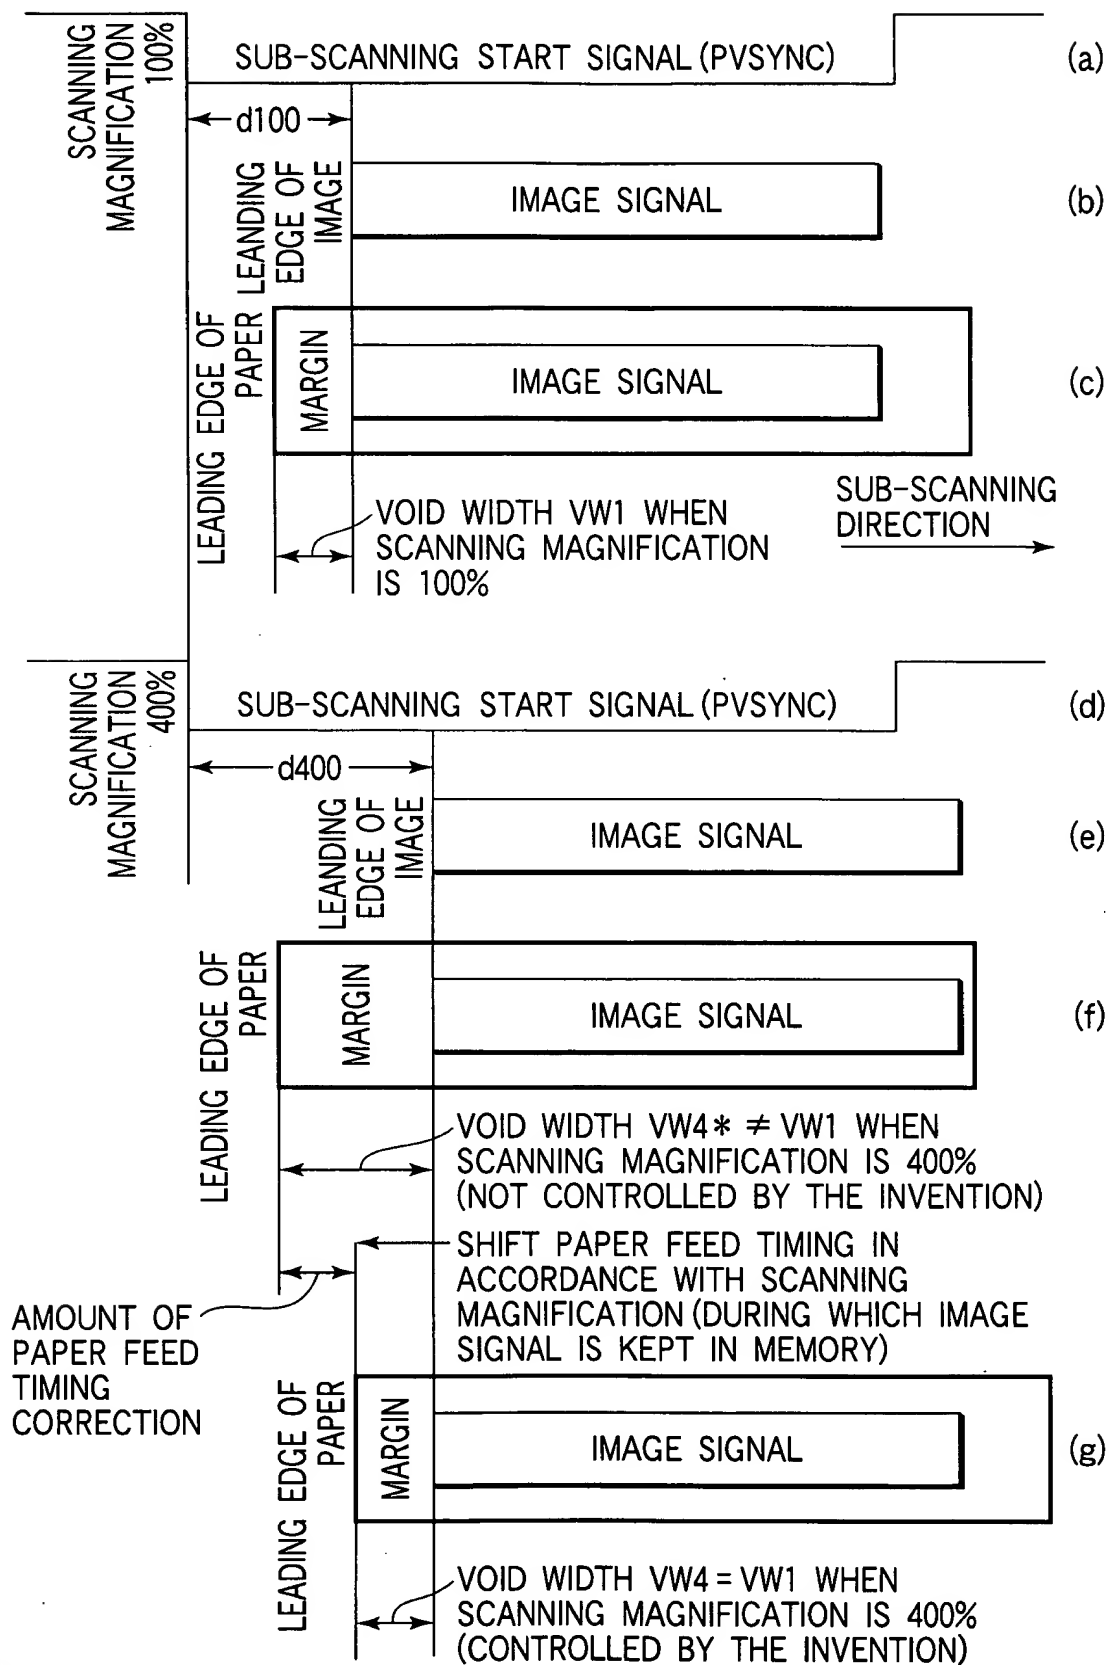 SCANNING
MAGNIFICATION
100%
SUB-SCANNING START SIGNAL (PVSYNC)
(a)
d100
LEANDING
EDGE OF
IMAGE
IMAGE SIGNAL
(b)
LEADING EDGE OF
PAPER
MARGIN
IMAGE SIGNAL
(c)
VOID WIDTH VW1 WHEN
SCANNING MAGNIFICATION
IS 100%
SUB-SCANNING
DIRECTION
SCANNING
MAGNIFICATION
400%
SUB-SCANNING START SIGNAL (PVSYNC)
(d)
d400
LEANDING
EDGE OF
IMAGE
IMAGE SIGNAL
(e)
LEADING EDGE OF
PAPER
MARGIN
IMAGE SIGNAL
(f)
VOID WIDTH VW4* ≠ VW1 WHEN
SCANNING MAGNIFICATION IS 400%
(NOT CONTROLLED BY THE INVENTION)
SHIFT PAPER FEED TIMING IN
ACCORDANCE WITH SCANNING
MAGNIFICATION (DURING WHICH IMAGE
SIGNAL IS KEPT IN MEMORY)
AMOUNT OF
PAPER FEED
TIMING
CORRECTION
LEADING EDGE OF
PAPER
MARGIN
IMAGE SIGNAL
(g)
VOID WIDTH VW4 = VW1 WHEN
SCANNING MAGNIFICATION IS 400%
(CONTROLLED BY THE INVENTION)